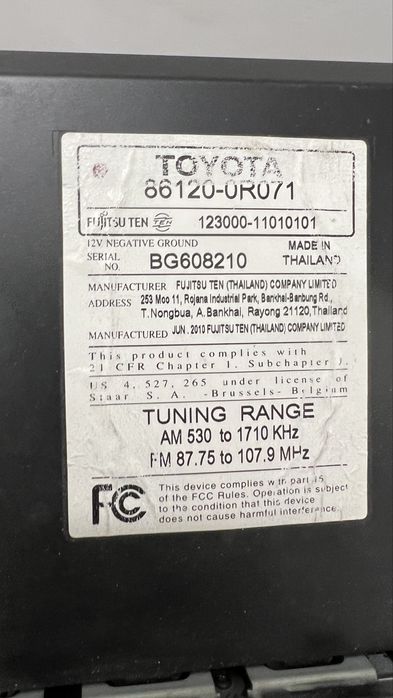 TOYOTA
86120-0R071
FUJITSU TEN TEN 123000-11010101
12V NEGATIVE GROUND
MADE IN
SERIAL
NO. BG608210 THAILAND
MANUFACTURER FUJITSU TEN (THAILAND) COMPANY LIMITED
ADDRESS 253 Moo 11, Rojana Industrial Park, Bankhai-Banbung Rd.,
T.Nongbua, A.Bankhai, Rayong 21120,Thailand
MANUFACTURED JUN. 2010 FUJITSU TEN (THAILAND) COMPANY LIMITED
This product complies with
21 CFR Chapter I, Subchapter J.
US 4, 527, 265 under license of
Staar S. A. -Brussels- Belgium
TUNING RANGE
AM 530 to 1710 KHz
FM 87.75 to 107.9 MHz
FC
This device complies with part 15
of the FCC Rules. Operation is subject
to the condition that this device
does not cause harmful interference.